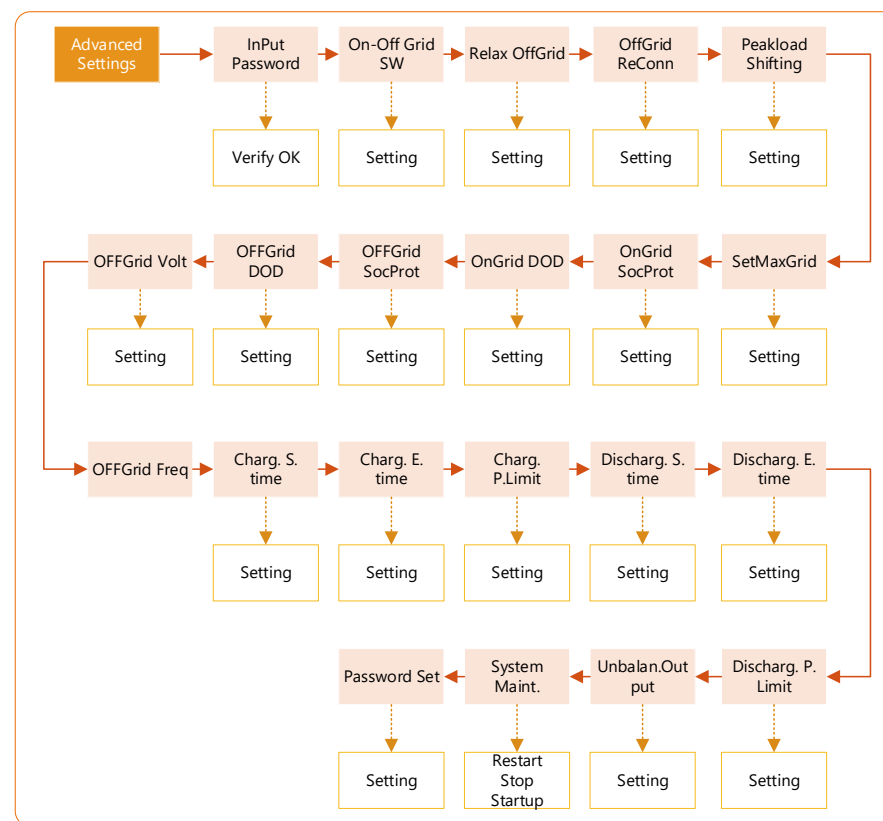 Advanced
Settings
InPut
Password
On-Off Grid
SW
Relax OffGrid
OffGrid
ReConn
Peakload
Shifting
Verify OK
Setting
Setting
Setting
Setting
OFFGrid Volt
OFFGrid
DOD
OFFGrid
SocProt
OnGrid DOD
OnGrid
SocProt
SetMaxGrid
Setting
Setting
Setting
Setting
Setting
Setting
OFFGrid Freq
Charg. S.
time
Charg. E.
time
Charg.
P.Limit
Discharg. S.
time
Discharg. E.
time
Setting
Setting
Setting
Setting
Setting
Password Set
System
Maint.
Unbalan.Out
put
Discharg. P.
Limit
Setting
Restart
Stop
Startup
Setting
Setting